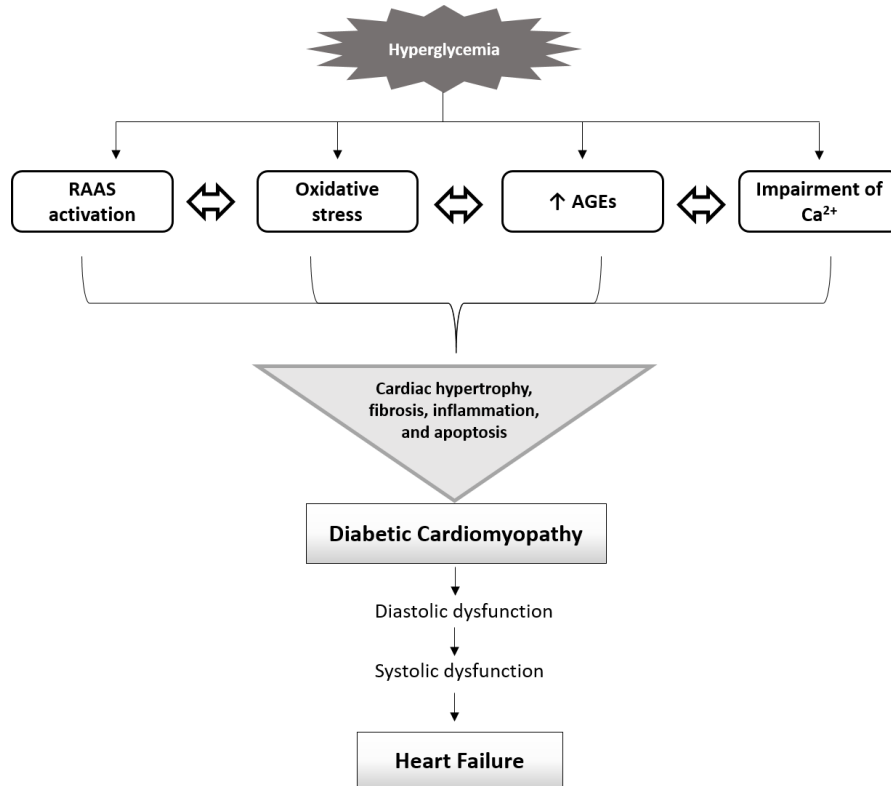 Hyperglycemia
RAAS
activation
Oxidative
stress
↑ AGEs
Impairment of
Ca²⁺
Cardiac hypertrophy,
fibrosis, inflammation,
and apoptosis
Diabetic Cardiomyopathy
Diastolic dysfunction
Systolic dysfunction
Heart Failure